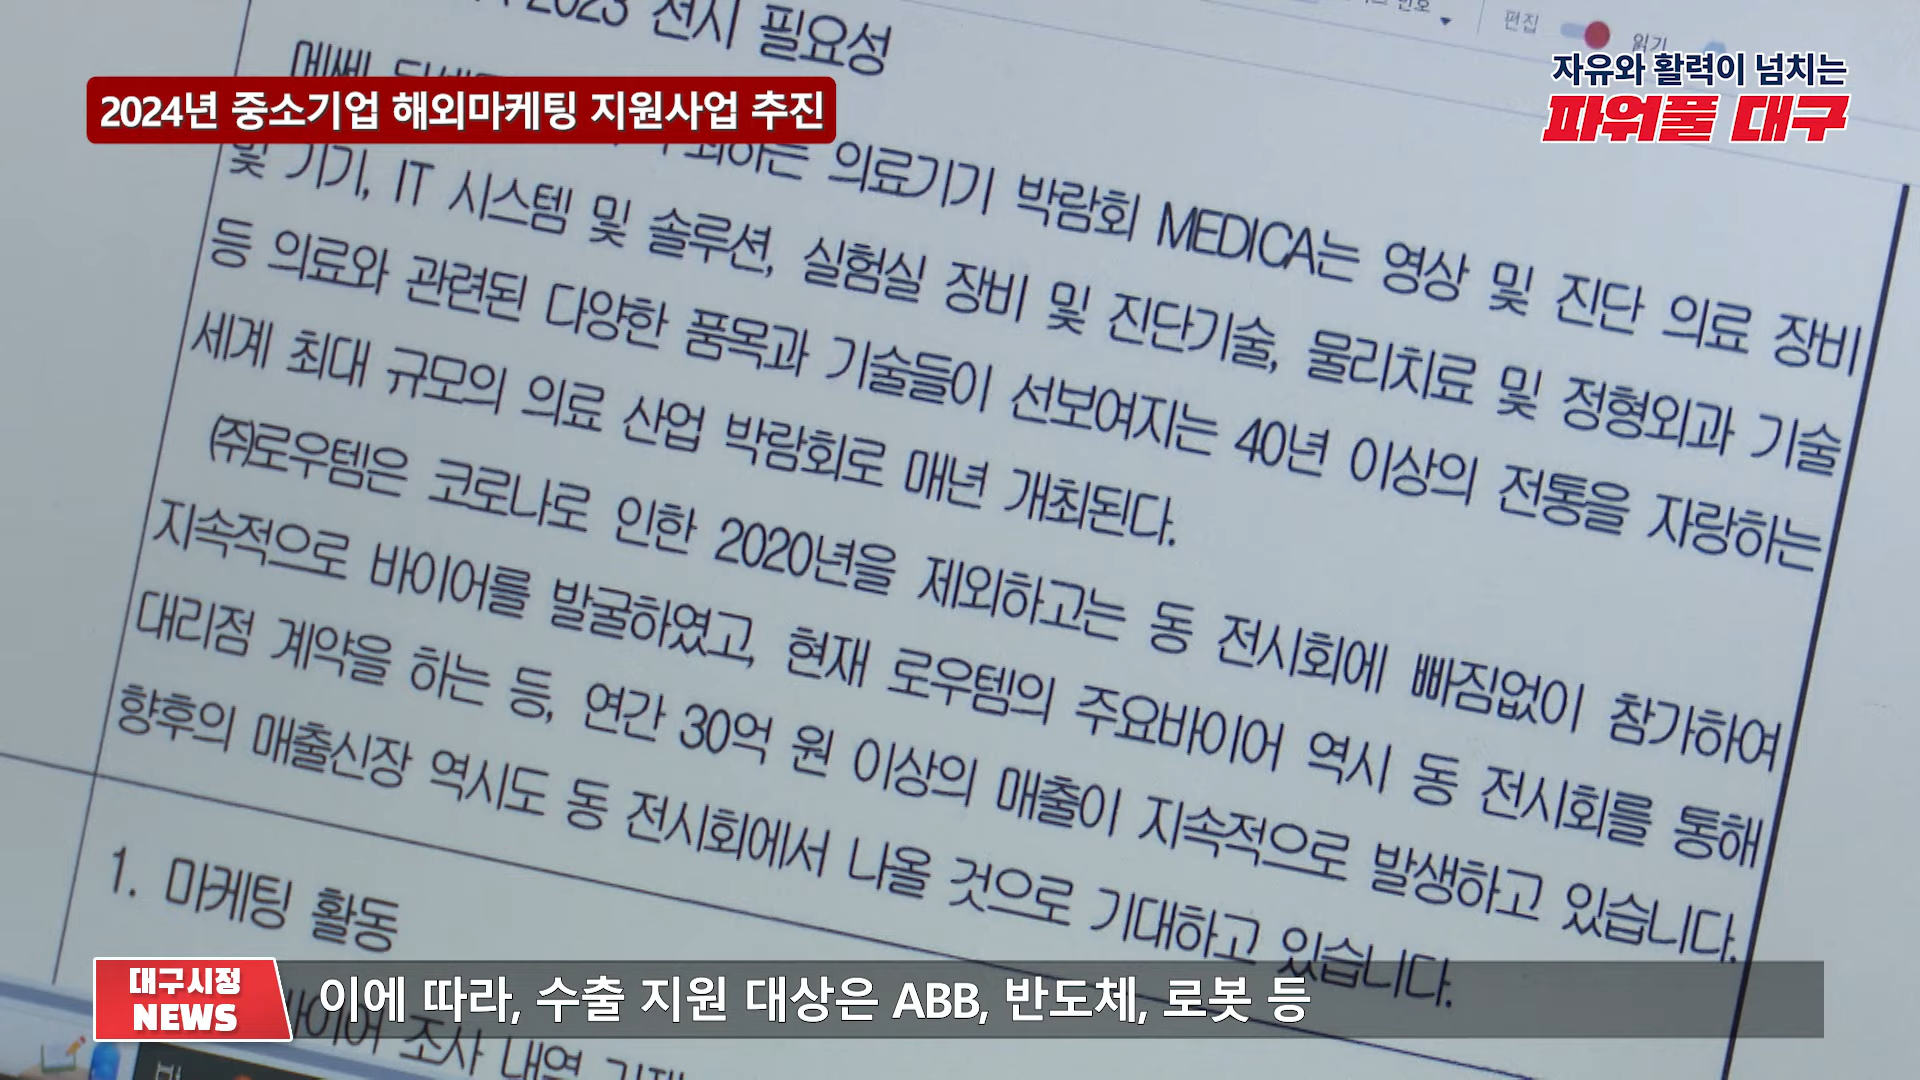 2023 전시 필요성
편집
읽기
자유와 활력이 넘치는
파워풀 대구
2024년 중소기업 해외마케팅 지원사업 추진
최하는 의료기기 박람회 MEDICA는 영상 및 진단 의료 장비
및 기기, IT 시스템 및 솔루션, 실험실 장비 및 진단기술, 물리치료 및 정형외과 기술
등 의료와 관련된 다양한 품목과 기술들이 선보여지는 40년 이상의 전통을 자랑하는
세계 최대 규모의 의료 산업 박람회로 매년 개최된다.
㈜로우템은 코로나로 인한 2020년을 제외하고는 동 전시회에 빠짐없이 참가하여
지속적으로 바이어를 발굴하였고, 현재 로우템의 주요바이어 역시 동 전시회를 통해
대리점 계약을 하는 등, 연간 30억 원 이상의 매출이 지속적으로 발생하고 있습니다.
향후의 매출신장 역시도 동 전시회에서 나올 것으로 기대하고 있습니다.
1. 마케팅 활동
대구시정
NEWS
이에 따라, 수출 지원 대상은 ABB, 반도체, 로봇 등
조사 내역